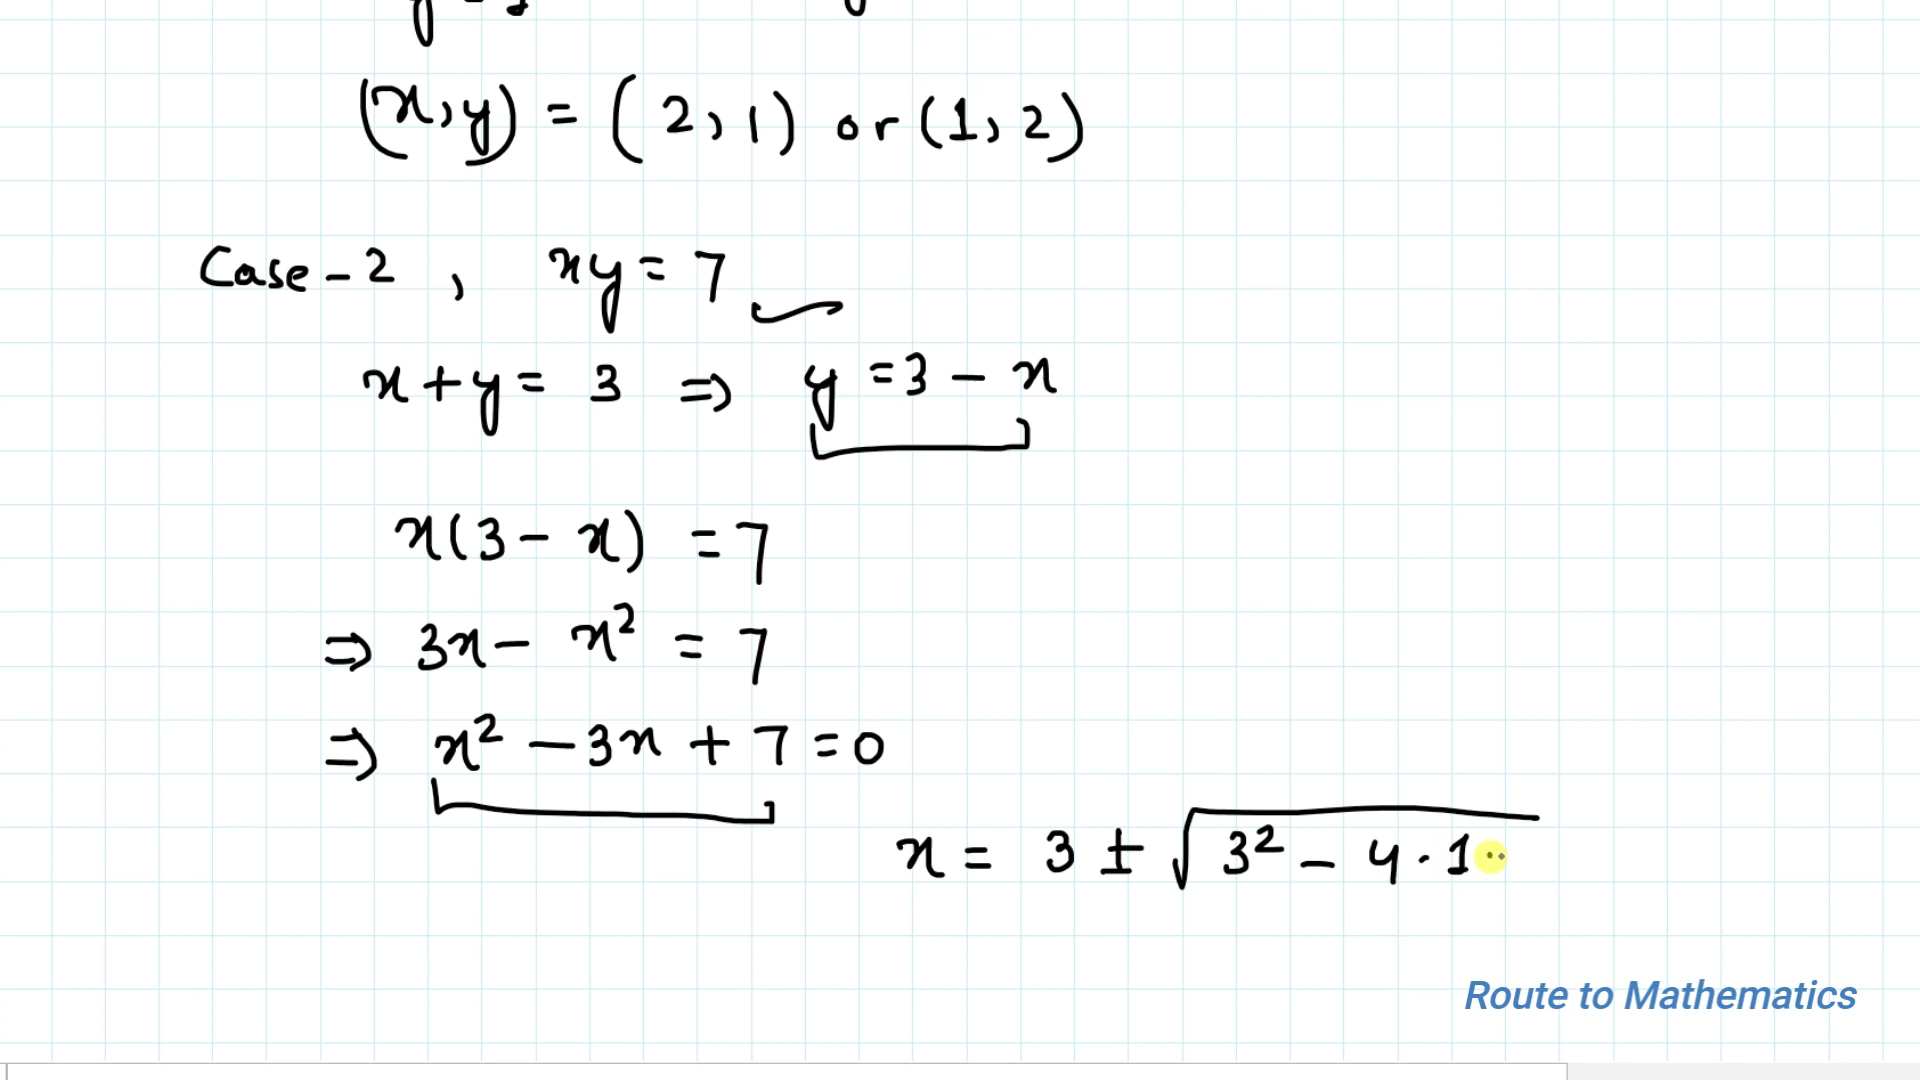 (x,y) = (2,1) or (1,2)
Case-2, xy=7
x+y= 3 ⇒ y=3-x
x(3-x) =7
⇒ 3x- x² = 7
⇒ x² -3x+7=0
x= 3±√3²-4·1·
Route to Mathematics